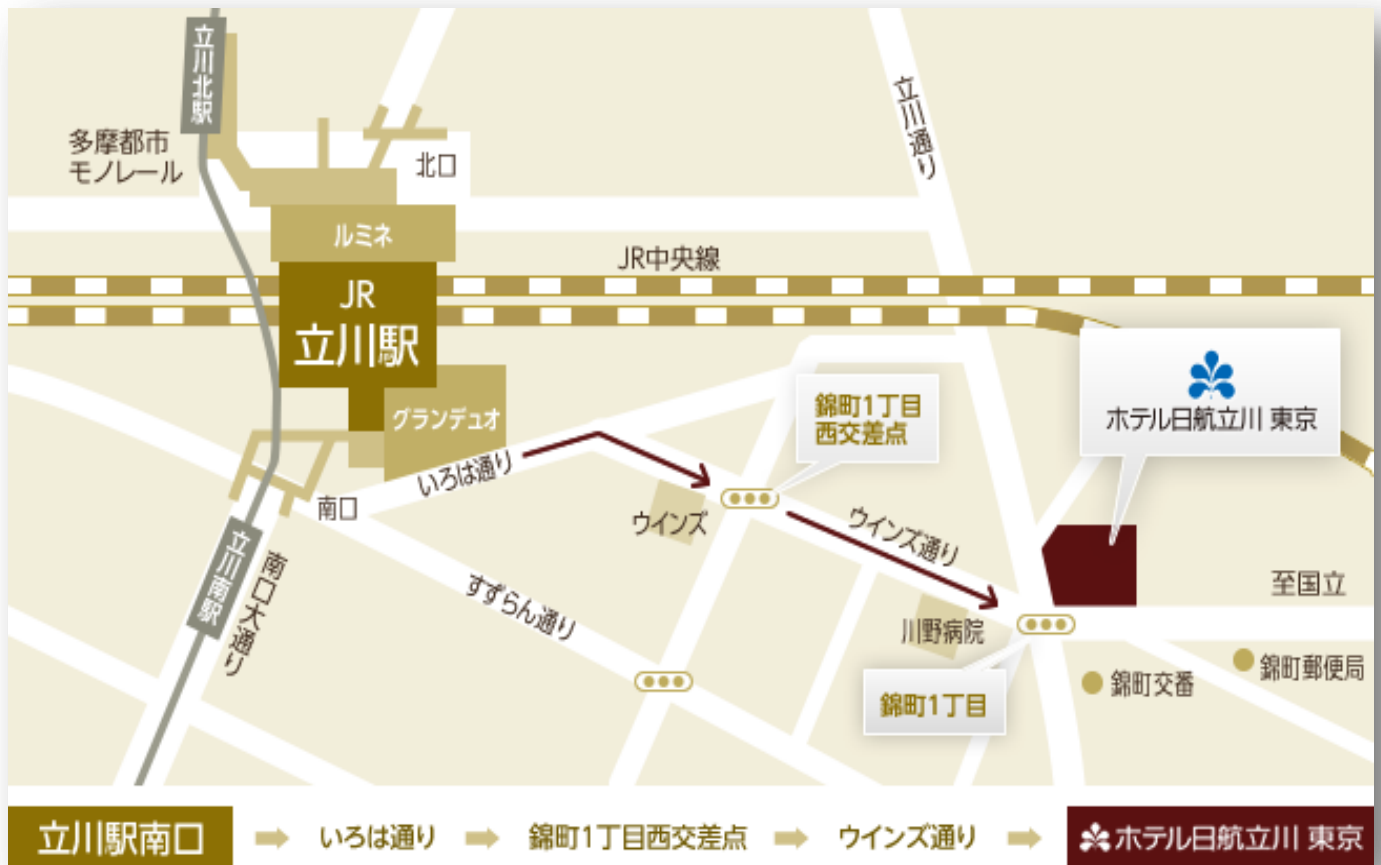 立川北駅
多摩都市
モノレール
北口
立川通り
ルミネ
JR中央線
JR
立川駅
グランデュオ
錦町1丁目
西交差点
ホテル日航立川 東京
いろは通り
南口
ウインズ
ウインズ通り
立川南駅
南口大通り
すずらん通り
川野病院
至国立
錦町1丁目
錦町交番
錦町郵便局
立川駅南口 ➡ いろは通り ➡ 錦町1丁目西交差点 ➡ ウインズ通り ➡ ホテル日航立川 東京